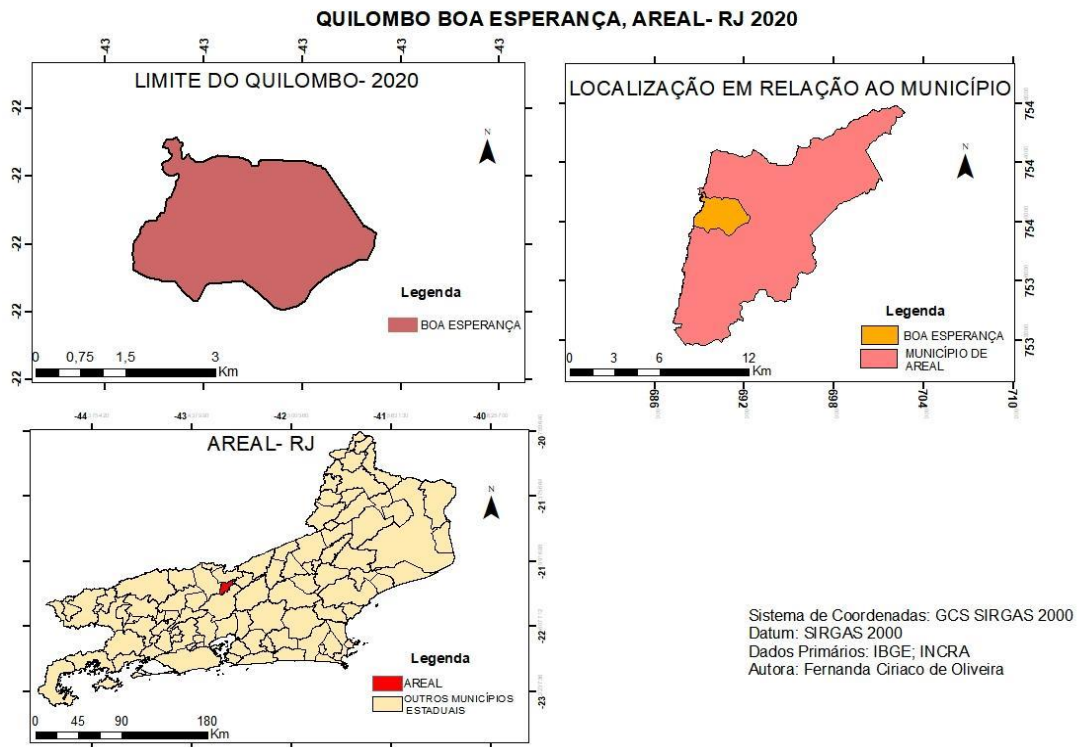 QUILOMBO BOA ESPERANÇA, AREAL- RJ 2020
-43 -43 -43 -43 -43
LIMITE DO QUILOMBO- 2020
N
22
22
22
22
22
Legenda
BOA ESPERANÇA
0 0,75 1,5 3
Km
LOCALIZAÇÃO EM RELAÇÃO AO MUNICÍPIO
N
754
754
754
753
753
Legenda
BOA ESPERANÇA
MUNICÍPIO DE
AREAL
0 3 6 12
Km
686 692 698 704 710
-44 -43 -42 -41 -40
AREAL- RJ
N
-20
-21
-21
-22
-23
Legenda
AREAL
OUTROS MUNICÍPIOS
ESTADUAIS
0 45 90 180
Km
Sistema de Coordenadas: GCS SIRGAS 2000
Datum: SIRGAS 2000
Dados Primários: IBGE; INCRA
Autora: Fernanda Ciriaco de Oliveira